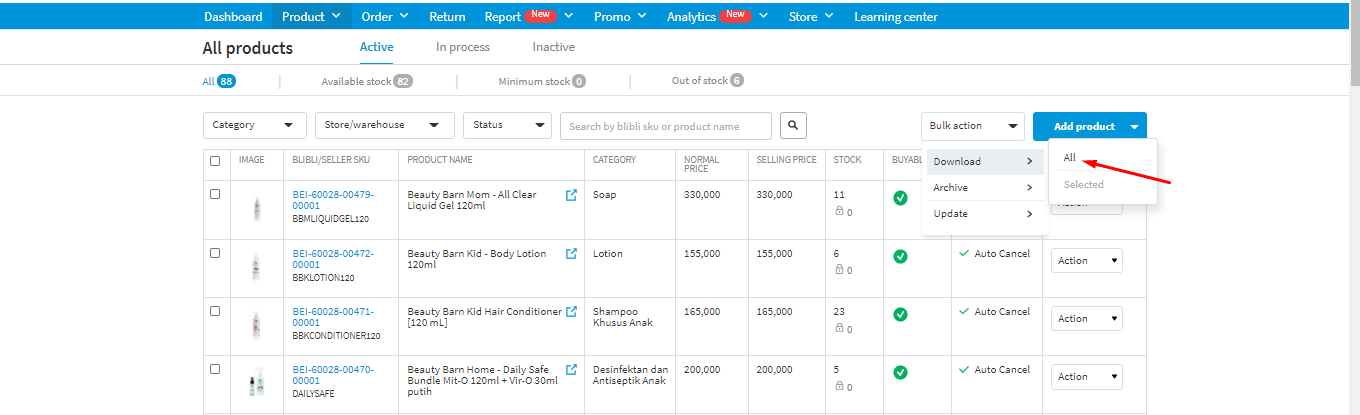 Dashboard Product Order Return Report New Promo Analytics New Store Learning center
All products Active In process Inactive
All 88 Available stock 82 Minimum stock 0 Out of stock 6
Category Store/warehouse Status Search by blibli sku or product name Bulk action Add product
IMAGE BLIBLI/SELLER SKU PRODUCT NAME CATEGORY NORMAL PRICE SELLING PRICE STOCK
Download All
Selected
Archive
Update
BEI-60028-00479-
00001
BBMLIQUIDGEL120
Beauty Barn Mom - All Clear
Liquid Gel 120ml
Soap
330,000
330,000
11
0
BEI-60028-00472-
00001
BBKLOTION120
Beauty Barn Kid - Body Lotion
120ml
Lotion
155,000
155,000
6
0
Auto Cancel
Action
BEI-60028-00471-
00001
BBKCONDITIONER120
Beauty Barn Kid Hair Conditioner
[120 mL]
Shampoo
Khusus Anak
165,000
165,000
23
0
Auto Cancel
Action
BEI-60028-00470-
00001
DAILYSAFE
Beauty Barn Home - Daily Safe
Bundle Mit-O 120ml + Vir-O 30ml
putih
Desinfektan dan
Antiseptik Anak
200,000
200,000
5
0
Auto Cancel
Action